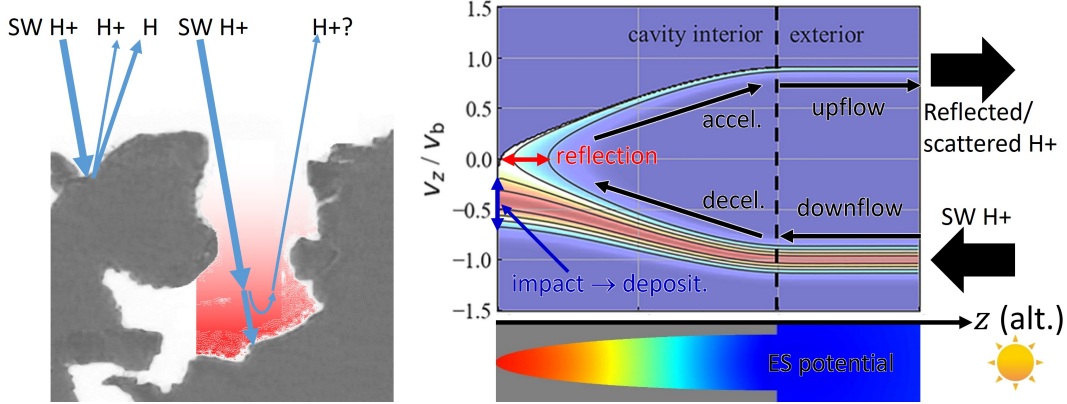 SW H+
H+
H
SW H+
H+?
v_z / v_b
1.5
1.0
0.5
0.0
−0.5
−1.0
−1.5
cavity interior
exterior
accel.
upflow
reflection
decel.
downflow
impact → deposit.
Reflected/
scattered H+
SW H+
z (alt.)
ES potential